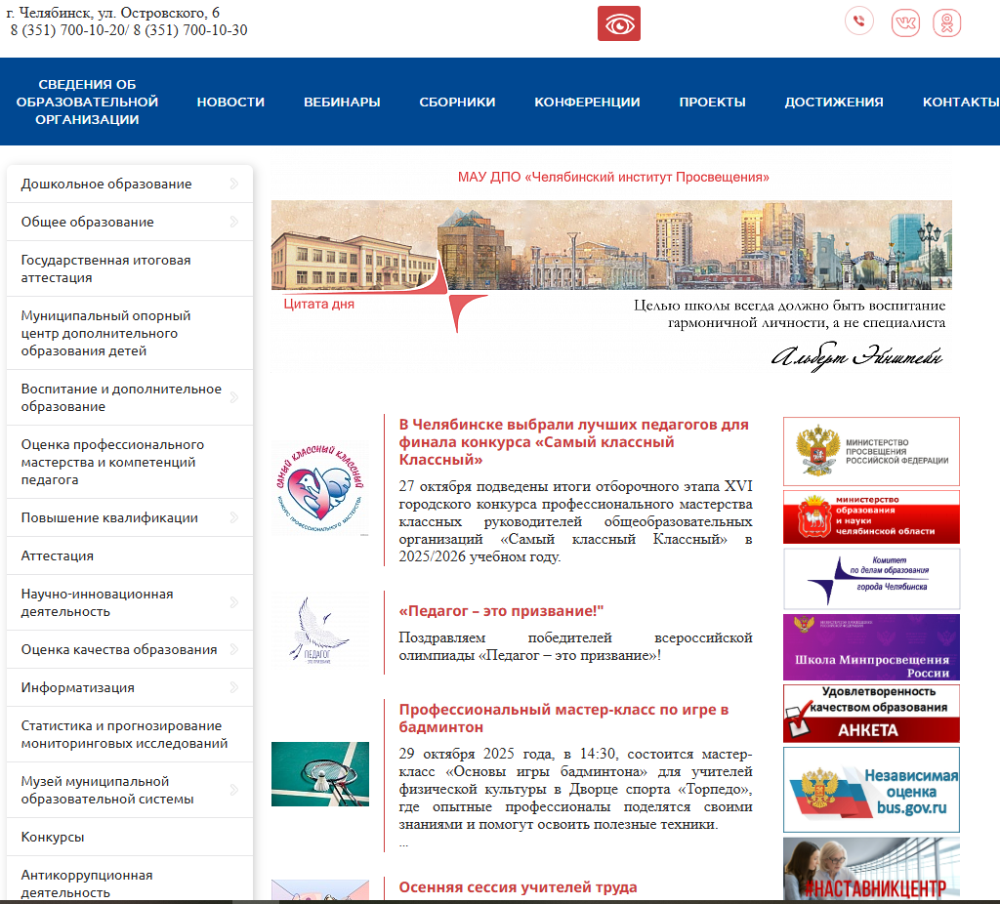 г. Челябинск, ул. Островского, 6
8 (351) 700-10-20/ 8 (351) 700-10-30
СВЕДЕНИЯ ОБ
ОБРАЗОВАТЕЛЬНОЙ
ОРГАНИЗАЦИИ
НОВОСТИ
ВЕБИНАРЫ
СБОРНИКИ
КОНФЕРЕНЦИИ
ПРОЕКТЫ
ДОСТИЖЕНИЯ
КОНТАКТЫ
Дошкольное образование
Общее образование
Государственная итоговая
аттестация
Муниципальный опорный
центр дополнительного
образования детей
Воспитание и дополнительное
образование
Оценка профессионального
мастерства и компетенций
педагога
Повышение квалификации
Аттестация
Научно-инновационная
деятельность
Оценка качества образования
Информатизация
Статистика и прогнозирование
мониторинговых исследований
Музей муниципальной
образовательной системы
Конкурсы
Антикоррупционная
деятельность
МАУ ДПО «Челябинский институт Просвещения»
Цитата дня
Целью школы всегда должно быть воспитание
гармоничной личности, а не специалиста
Альберт Эйнштейн
САМЫЙ КЛАССНЫЙ КЛАССНЫЙ
КОНКУРС ПРОФЕССИОНАЛЬНОГО МАСТЕРСТВА
В Челябинске выбрали лучших педагогов для
финала конкурса «Самый классный
Классный»
27 октября подведены итоги отборочного этапа XVI
городского конкурса профессионального мастерства
классных руководителей общеобразовательных
организаций «Самый классный Классный» в
2025/2026 учебном году.
ПЕДАГОГ
-ЭТО ПРИЗВАНИЕ
«Педагог – это призвание!"
Поздравляем победителей всероссийской
олимпиады «Педагог – это призвание»!
Профессиональный мастер-класс по игре в
бадминтон
29 октября 2025 года, в 14:30, состоится мастер-
класс «Основы игры бадминтона» для учителей
физической культуры в Дворце спорта «Торпедо»,
где опытные профессионалы поделятся своими
знаниями и помогут освоить полезные техники.
...
Осенняя сессия учителей труда
МИНИСТЕРСТВО
ПРОСВЕЩЕНИЯ
РОССИЙСКОЙ ФЕДЕРАЦИИ
министерство
образования
и науки
челябинской области
Комитет
по делам образования
города Челябинска
Школа Минпросвещения
России
Удовлетворенность
качеством образования
АНКЕТА
Независимая
оценка
bus.gov.ru
#НАСТАВНИКЦЕНТР